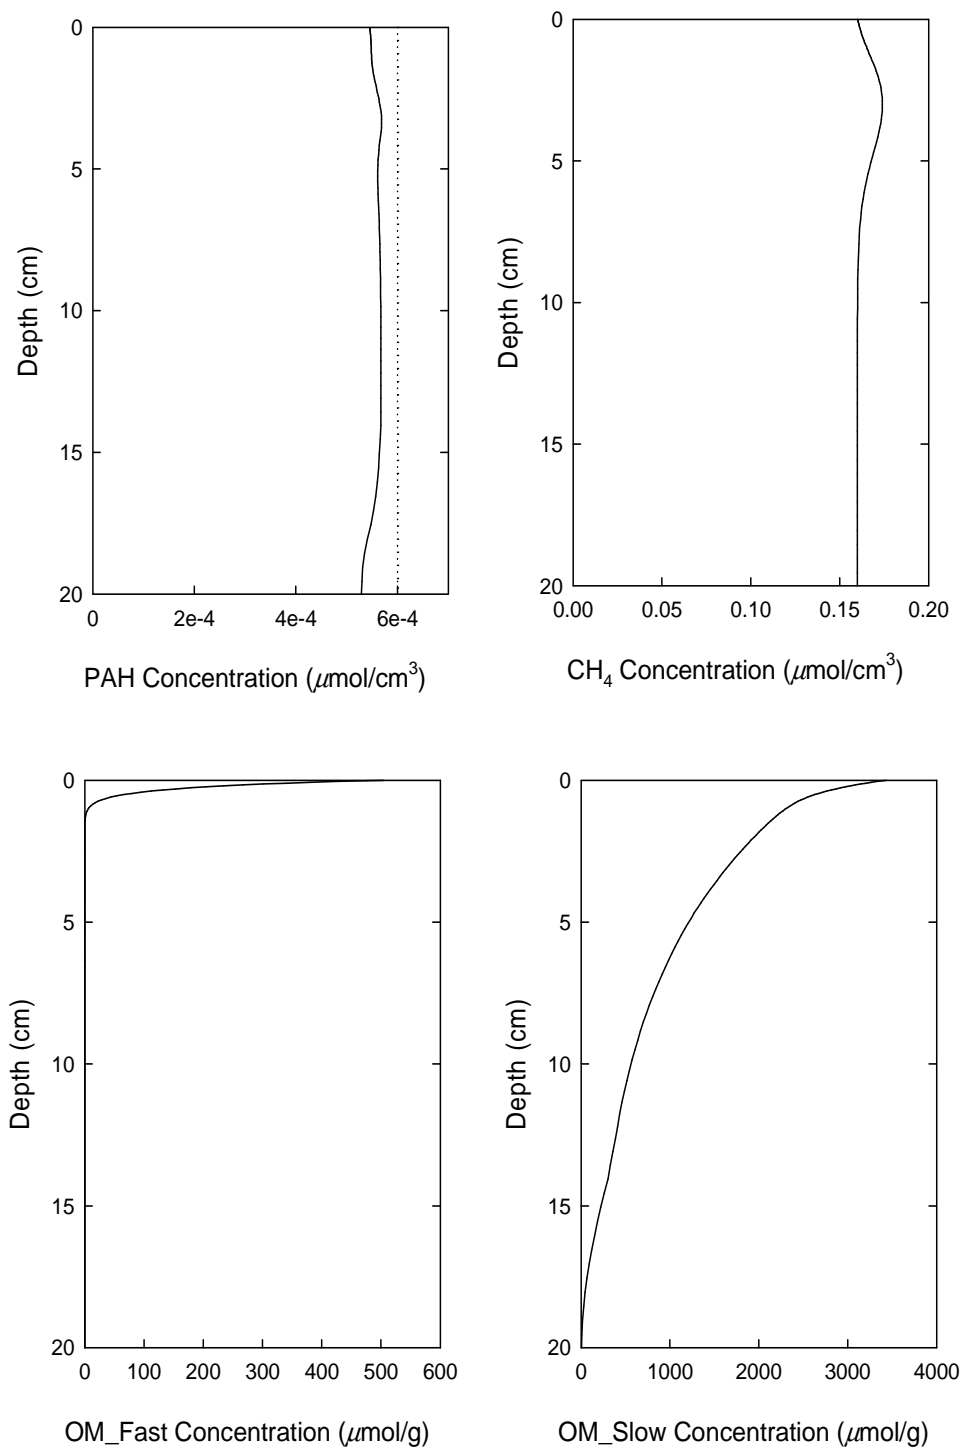 0
5
10
15
20
Depth (cm)
0 2e-4 4e-4 6e-4
PAH Concentration (μmol/cm³)
0
5
10
15
20
Depth (cm)
0.00 0.05 0.10 0.15 0.20
CH₄ Concentration (μmol/cm³)
0
5
10
15
20
Depth (cm)
0 100 200 300 400 500 600
OM_Fast Concentration (μmol/g)
0
5
10
15
20
Depth (cm)
0 1000 2000 3000 4000
OM_Slow Concentration (μmol/g)